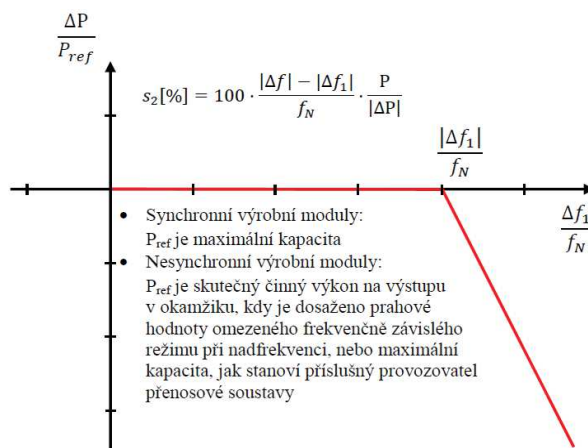 ΔP
P_ref
s₂[%] = 100 · (|Δf| − |Δf₁|)/f_N · P/|ΔP|
|Δf₁|
f_N
Δf₁
f_N
• Synchronní výrobní moduly:
P_ref je maximální kapacita
• Nesynchronní výrobní moduly:
P_ref je skutečný činný výkon na výstupu
v okamžiku, kdy je dosaženo prahové
hodnoty omezeného frekvenčně závislého
režimu při nadfrekvenci, nebo maximální
kapacita, jak stanoví příslušný provozovatel
přenosové soustavy